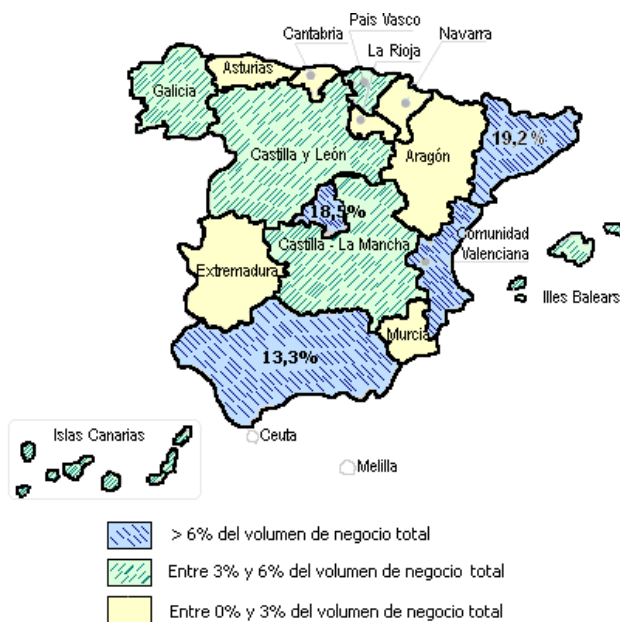 Pais Vasco
Cantabria
La Rioja
Navarra
Asturias
Galicia
19,2 %
Castilla y León
Aragón
18,5%
Comunidad
Valenciana
Castilla - La Mancha
Extremadura
Illes Balears
Murcia
13,3%
Islas Canarias
Ceuta
Melilla
> 6% del volumen de negocio total
Entre 3% y 6% del volumen de negocio total
Entre 0% y 3% del volumen de negocio total